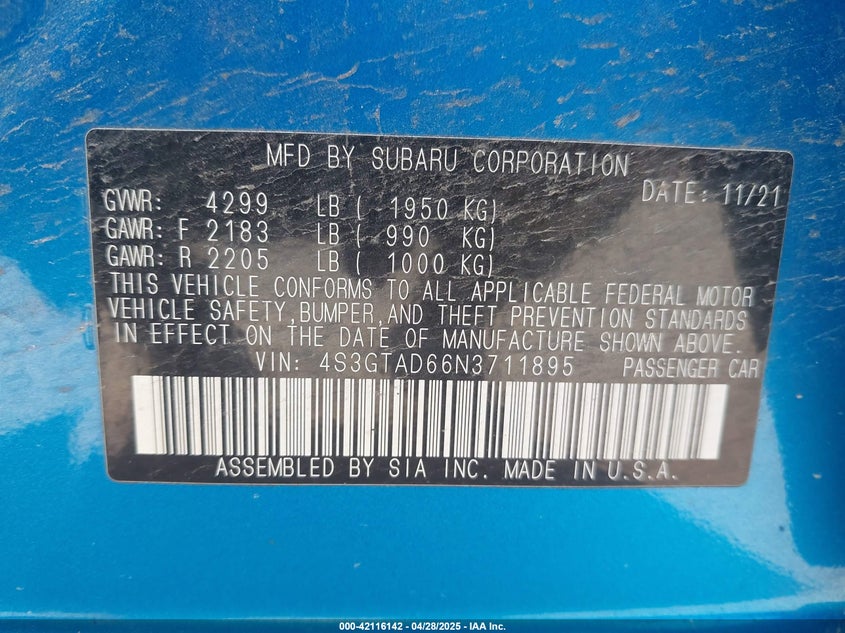 MFD BY SUBARU CORPORATION
DATE: 11/21
GVWR: 4299 LB ( 1950 KG)
GAWR: F 2183 LB ( 990 KG)
GAWR: R 2205 LB ( 1000 KG)
THIS VEHICLE CONFORMS TO ALL APPLICABLE FEDERAL MOTOR
VEHICLE SAFETY, BUMPER, AND THEFT PREVENTION STANDARDS
IN EFFECT ON THE DATE OF MANUFACTURE SHOWN ABOVE.
VIN: 4S3GTAD66N3711895 PASSENGER CAR
ASSEMBLED BY SIA INC. MADE IN U.S.A.
000-42116142 - 04/28/2025 - IAA Inc.